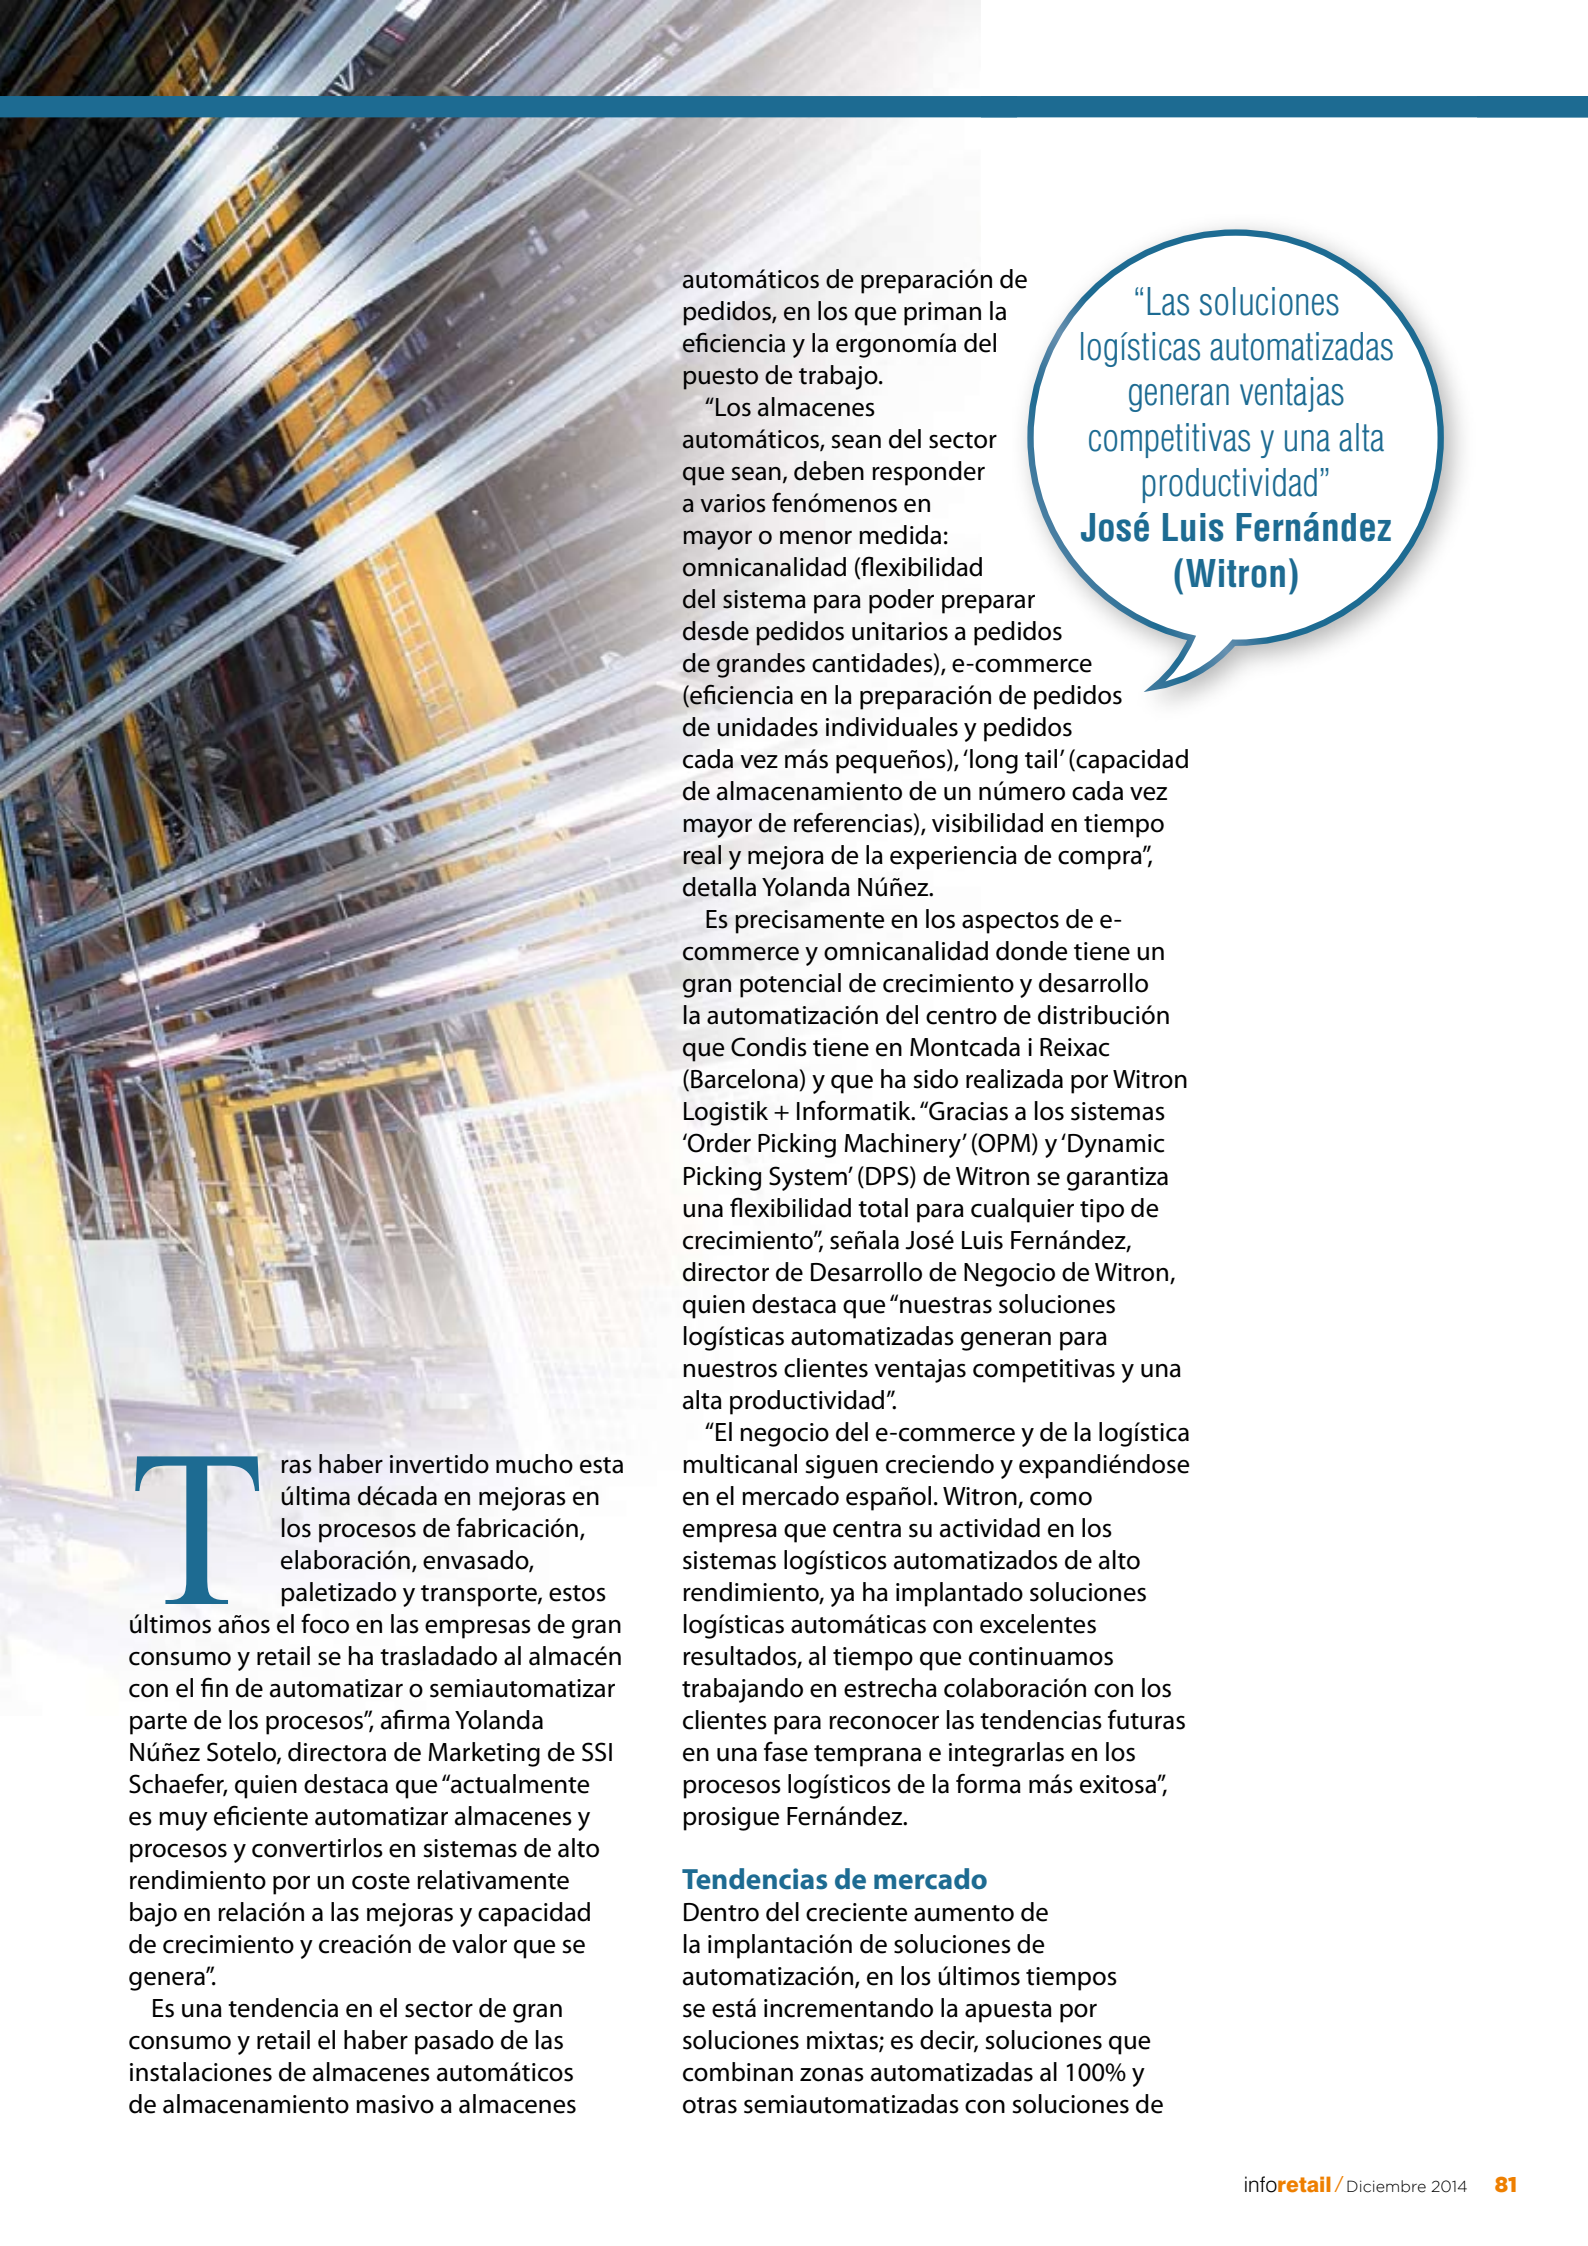 Tras haber invertido mucho esta
última década en mejoras en
los procesos de fabricación,
elaboración, envasado,
paletizado y transporte, estos
últimos años el foco en las empresas de gran
consumo y retail se ha trasladado al almacén
con el fin de automatizar o semiautomatizar
parte de los procesos”, afirma Yolanda
Núñez Sotelo, directora de Marketing de SSI
Schaefer, quien destaca que “actualmente
es muy eficiente automatizar almacenes y
procesos y convertirlos en sistemas de alto
rendimiento por un coste relativamente
bajo en relación a las mejoras y capacidad
de crecimiento y creación de valor que se
genera”.
Es una tendencia en el sector de gran
consumo y retail el haber pasado de las
instalaciones de almacenes automáticos
de almacenamiento masivo a almacenes
automáticos de preparación de
pedidos, en los que priman la
eficiencia y la ergonomía del
puesto de trabajo.
“Los almacenes
automáticos, sean del sector
que sean, deben responder
a varios fenómenos en
mayor o menor medida:
omnicanalidad (flexibilidad
del sistema para poder preparar
desde pedidos unitarios a pedidos
de grandes cantidades), e-commerce
(eficiencia en la preparación de pedidos
de unidades individuales y pedidos
cada vez más pequeños), ‘long tail’ (capacidad
de almacenamiento de un número cada vez
mayor de referencias), visibilidad en tiempo
real y mejora de la experiencia de compra”,
detalla Yolanda Núñez.
Es precisamente en los aspectos de e-
commerce y omnicanalidad donde tiene un
gran potencial de crecimiento y desarrollo
la automatización del centro de distribución
que Condis tiene en Montcada i Reixac
(Barcelona) y que ha sido realizada por Witron
Logistik + Informatik. “Gracias a los sistemas
‘Order Picking Machinery’ (OPM) y ‘Dynamic
Picking System’ (DPS) de Witron se garantiza
una flexibilidad total para cualquier tipo de
crecimiento”, señala José Luis Fernández,
director de Desarrollo de Negocio de Witron,
quien destaca que “nuestras soluciones
logísticas automatizadas generan para
nuestros clientes ventajas competitivas y una
alta productividad”.
“El negocio del e-commerce y de la logística
multicanal siguen creciendo y expandiéndose
en el mercado español. Witron, como
empresa que centra su actividad en los
sistemas logísticos automatizados de alto
rendimiento, ya ha implantado soluciones
logísticas automáticas con excelentes
resultados, al tiempo que continuamos
trabajando en estrecha colaboración con los
clientes para reconocer las tendencias futuras
en una fase temprana e integrarlas en los
procesos logísticos de la forma más exitosa”,
prosigue Fernández.
Tendencias de mercado
Dentro del creciente aumento de
la implantación de soluciones de
automatización, en los últimos tiempos
se está incrementando la apuesta por
soluciones mixtas; es decir, soluciones que
combinan zonas automatizadas al 100% y
otras semiautomatizadas con soluciones de
“Las soluciones
logísticas automatizadas
generan ventajas
competitivas y una alta
productividad”
José Luis Fernández
(Witron)
inforetail / Diciembre 2014 81